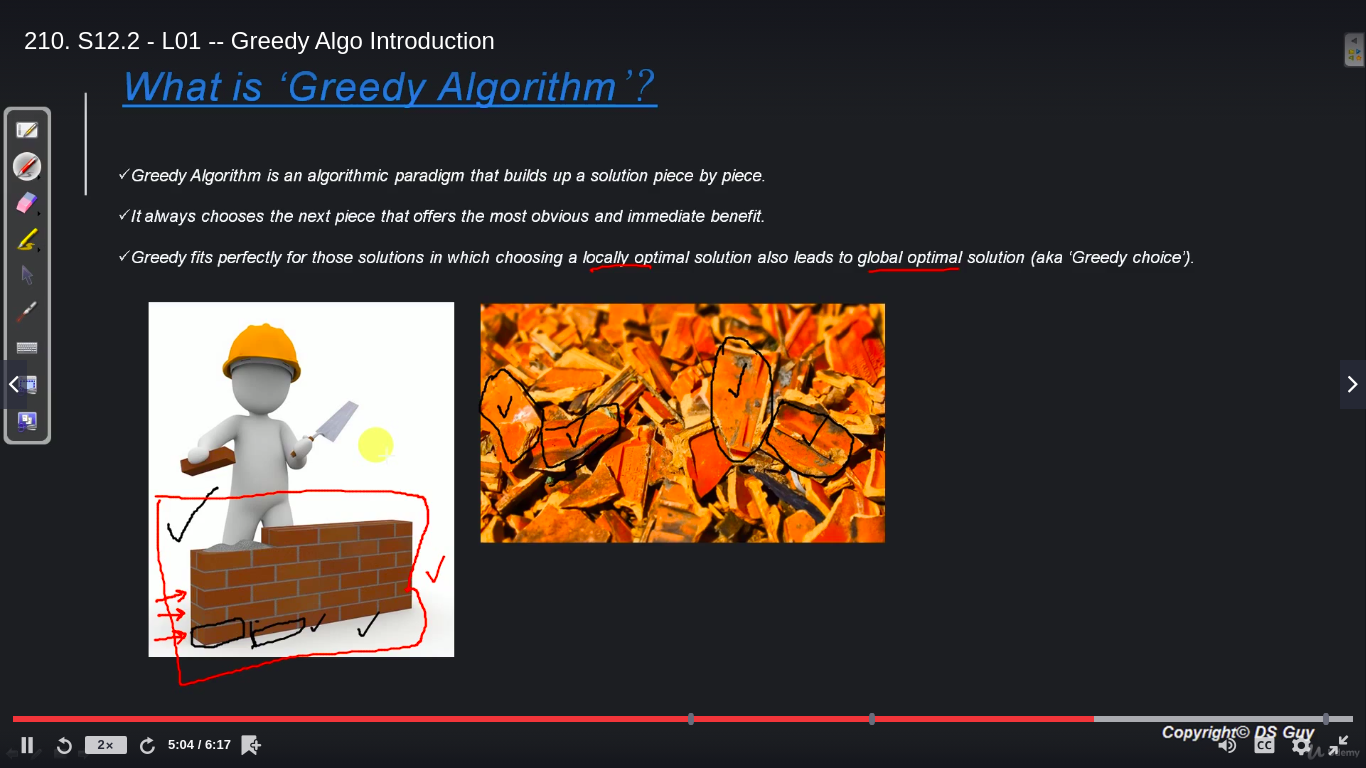 210. S12.2 - L01 -- Greedy Algo Introduction
What is ‘Greedy Algorithm’?
✓Greedy Algorithm is an algorithmic paradigm that builds up a solution piece by piece.
✓It always chooses the next piece that offers the most obvious and immediate benefit.
✓Greedy fits perfectly for those solutions in which choosing a locally optimal solution also leads to global optimal solution (aka ‘Greedy choice’).
Copyright© DS Guy
2x
5:04 / 6:17
CC
Udemy